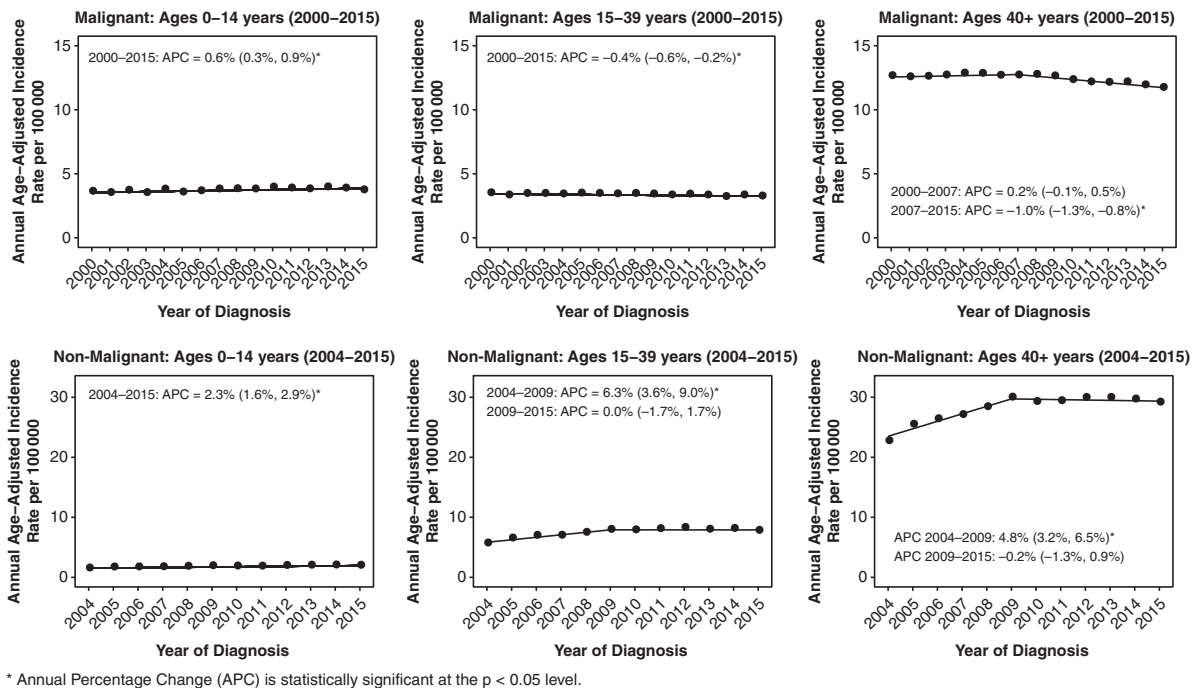 Malignant: Ages 0–14 years (2000–2015)
Annual Age–Adjusted Incidence
Rate per 100 000
15
10
5
0
2000–2015: APC = 0.6% (0.3%, 0.9%)*
2000 2001 2002 2003 2004 2005 2006 2007 2008 2009 2010 2011 2012 2013 2014 2015
Year of Diagnosis
Malignant: Ages 15–39 years (2000–2015)
Annual Age–Adjusted Incidence
Rate per 100 000
15
10
5
0
2000–2015: APC = –0.4% (–0.6%, –0.2%)*
2000 2001 2002 2003 2004 2005 2006 2007 2008 2009 2010 2011 2012 2013 2014 2015
Year of Diagnosis
Malignant: Ages 40+ years (2000–2015)
Annual Age–Adjusted Incidence
Rate per 100 000
15
10
5
0
2000–2007: APC = 0.2% (–0.1%, 0.5%)
2007–2015: APC = –1.0% (–1.3%, –0.8%)*
2000 2001 2002 2003 2004 2005 2006 2007 2008 2009 2010 2011 2012 2013 2014 2015
Year of Diagnosis
Non–Malignant: Ages 0–14 years (2004–2015)
Annual Age–Adjusted Incidence
Rate per 100 000
30
20
10
0
2004–2015: APC = 2.3% (1.6%, 2.9%)*
2004 2005 2006 2007 2008 2009 2010 2011 2012 2013 2014 2015
Year of Diagnosis
Non–Malignant: Ages 15–39 years (2004–2015)
Annual Age–Adjusted Incidence
Rate per 100 000
30
20
10
0
2004–2009: APC = 6.3% (3.6%, 9.0%)*
2009–2015: APC = 0.0% (–1.7%, 1.7%)
2004 2005 2006 2007 2008 2009 2010 2011 2012 2013 2014 2015
Year of Diagnosis
Non–Malignant: Ages 40+ years (2004–2015)
Annual Age–Adjusted Incidence
Rate per 100 000
30
20
10
0
APC 2004–2009: 4.8% (3.2%, 6.5%)*
APC 2009–2015: –0.2% (–1.3%, 0.9%)
2004 2005 2006 2007 2008 2009 2010 2011 2012 2013 2014 2015
Year of Diagnosis
* Annual Percentage Change (APC) is statistically significant at the p < 0.05 level.